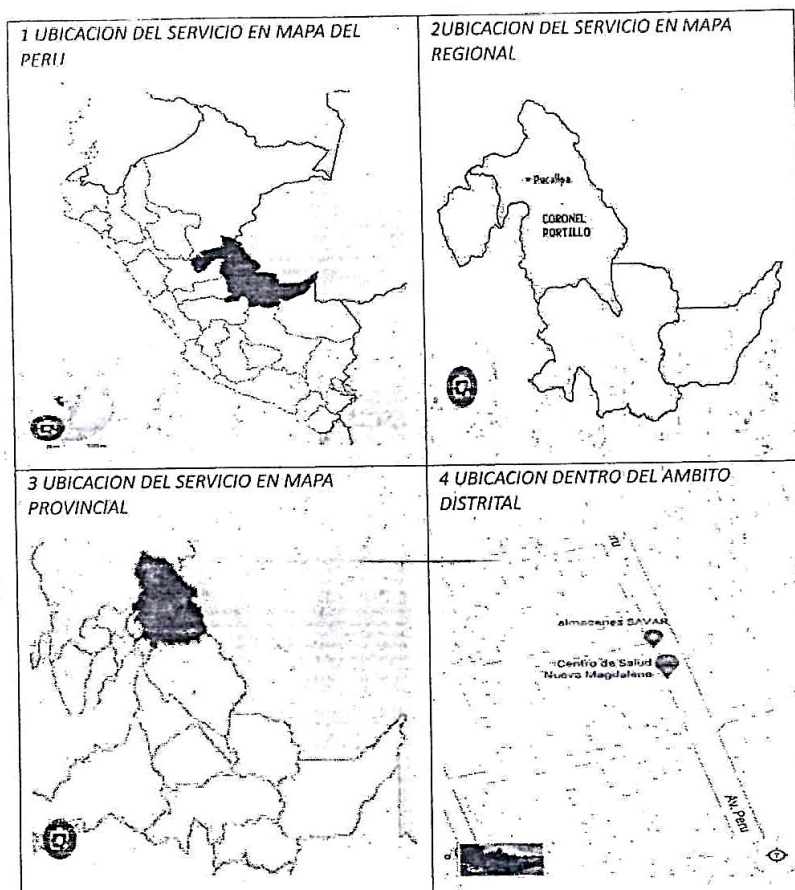 1 UBICACION DEL SERVICIO EN MAPA DEL
PERU
2UBICACION DEL SERVICIO EN MAPA
REGIONAL
Pucallpa
CORONEL
PORTILLO
3 UBICACION DEL SERVICIO EN MAPA
PROVINCIAL
4 UBICACION DENTRO DEL AMBITO
DISTRITAL
almacenes SAVAR
Centro de Salud
Nueva Magdalena
Av. Peru